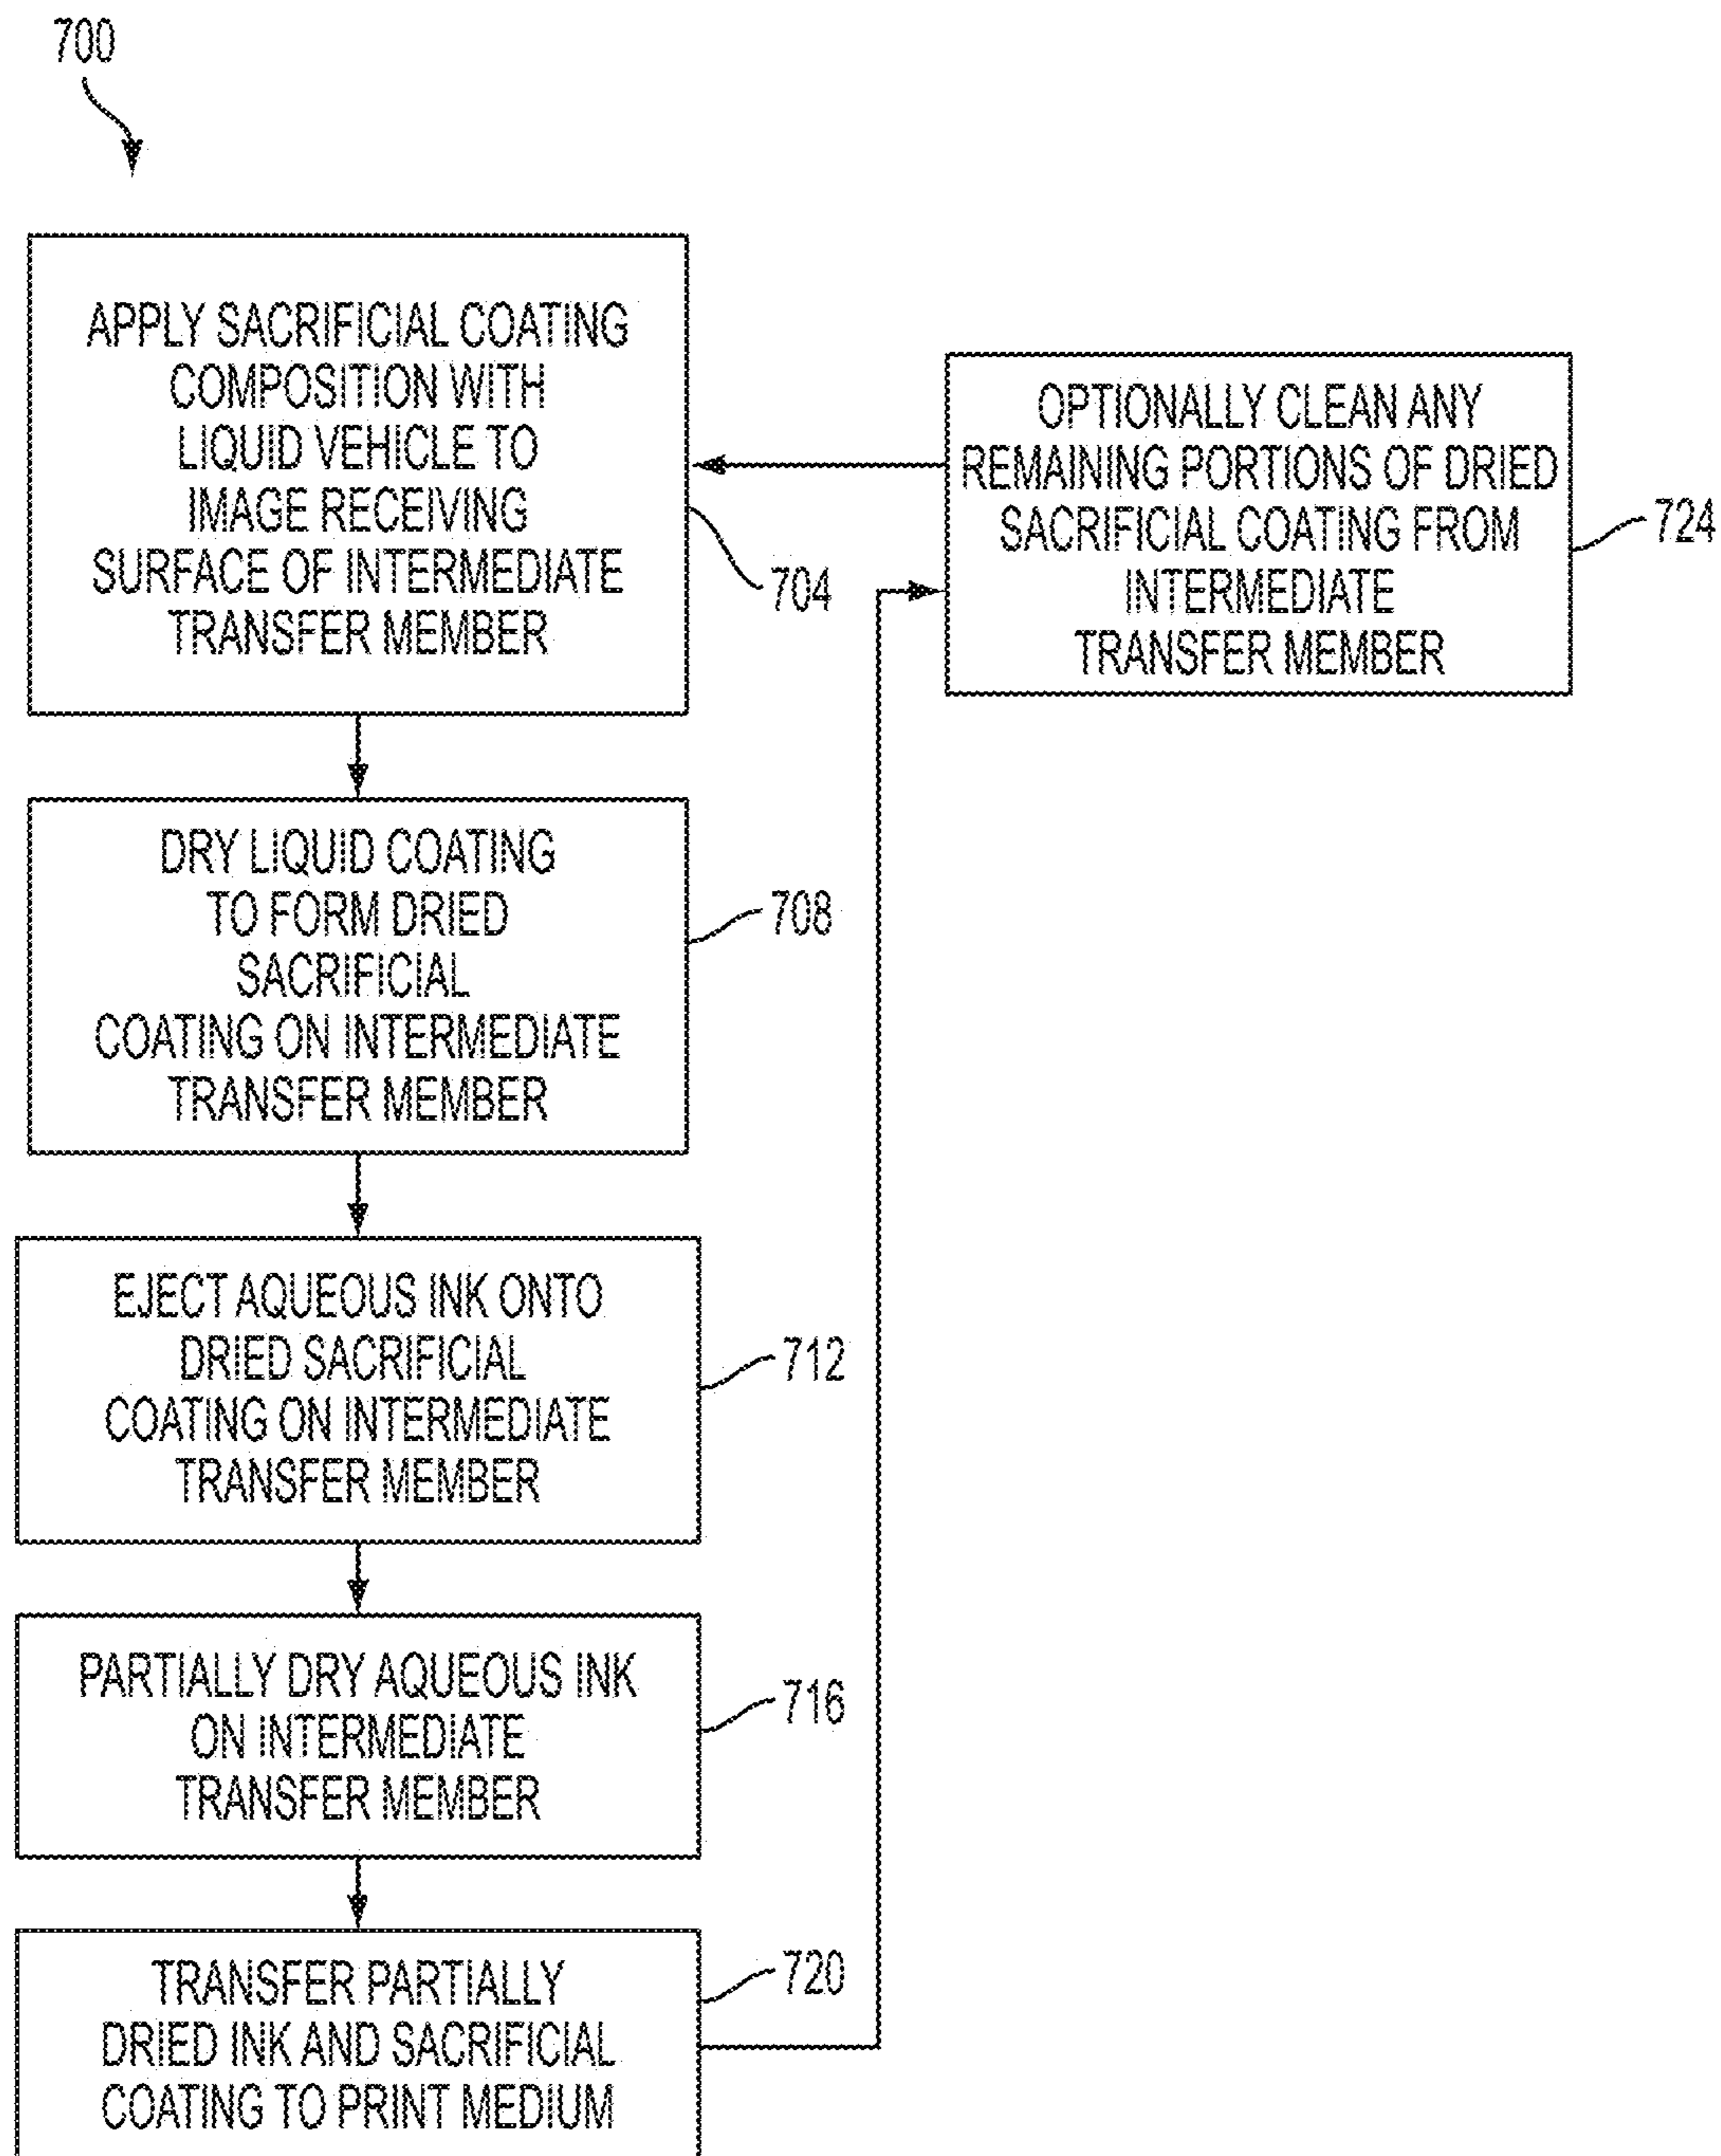 700
APPLY SACRIFICIAL COATING
COMPOSITION WITH
LIQUID VEHICLE TO
IMAGE RECEIVING
SURFACE OF INTERMEDIATE
TRANSFER MEMBER
704
OPTIONALLY CLEAN ANY
REMAINING PORTIONS OF DRIED
SACRIFICIAL COATING FROM
INTERMEDIATE
TRANSFER MEMBER
724
DRY LIQUID COATING
TO FORM DRIED
SACRIFICIAL
COATING ON INTERMEDIATE
TRANSFER MEMBER
708
EJECT AQUEOUS INK ONTO
DRIED SACRIFICIAL
COATING ON INTERMEDIATE
TRANSFER MEMBER
712
PARTIALLY DRY AQUEOUS INK
ON INTERMEDIATE
TRANSFER MEMBER
716
TRANSFER PARTIALLY
DRIED INK AND SACRIFICIAL
COATING TO PRINT MEDIUM
720